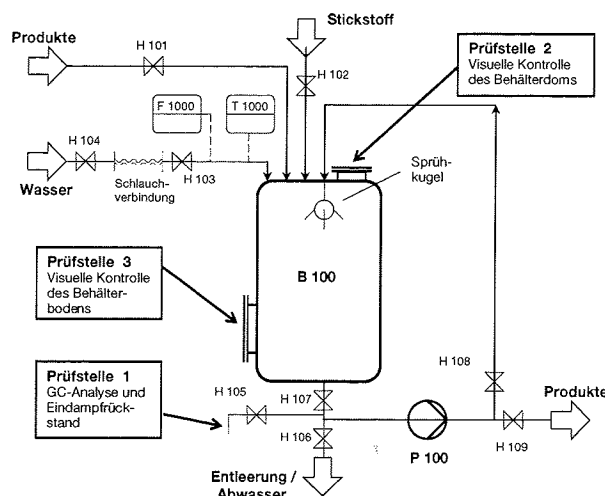 Stickstoff
Produkte
H 101
H 102
Prüfstelle 2
Visuelle Kontrolle
des Behälterdoms
F 1000
T 1000
H 104
H 103
Wasser
Schlauch-
verbindung
Sprüh-
kugel
Prüfstelle 3
Visuelle Kontrolle
des Behälter-
bodens
B 100
Prüfstelle 1
GC-Analyse und
Eindampfrück-
stand
H 105
H 107
H 106
H 108
Produkte
H 109
P 100
Entleerung /
Abwasser